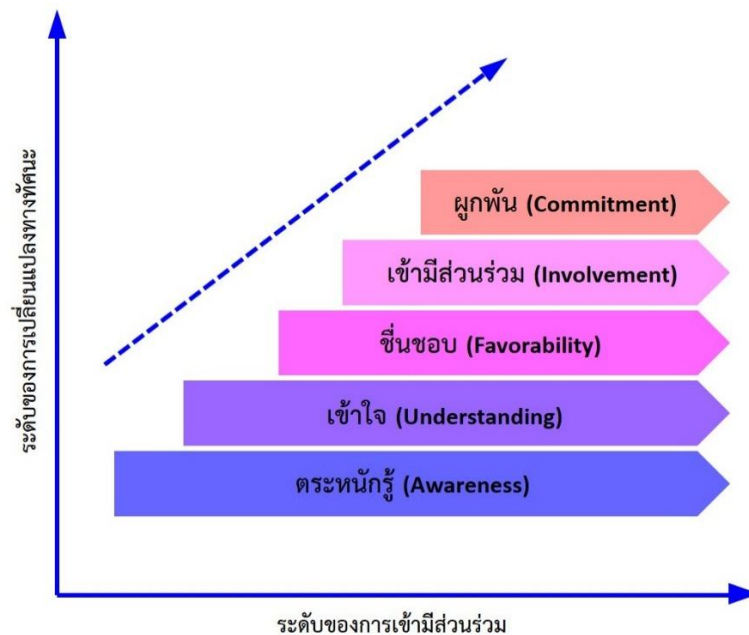 ระดับของการเปลี่ยนแปลงทางทัศนะ
ผูกพัน (Commitment)
เข้ามีส่วนร่วม (Involvement)
ชื่นชอบ (Favorability)
เข้าใจ (Understanding)
ตระหนักรู้ (Awareness)
ระดับของการเข้ามีส่วนร่วม